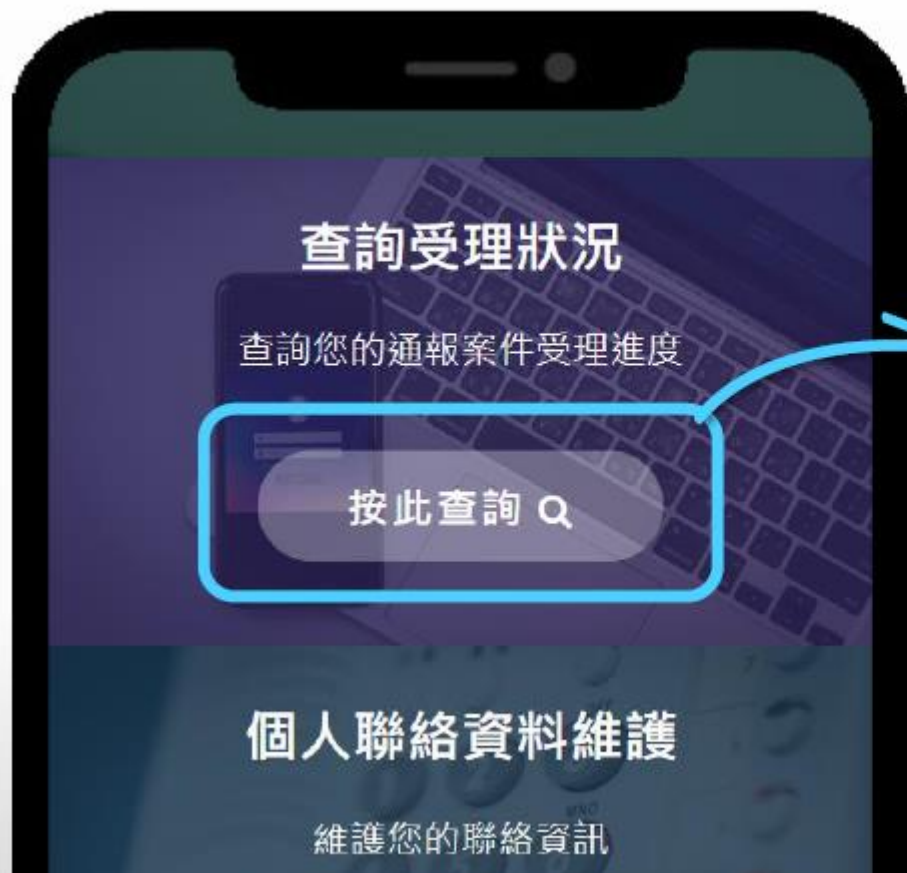 查詢受理狀況
查詢您的通報案件受理進度
按此查詢
個人聯絡資料維護
維護您的聯絡資訊